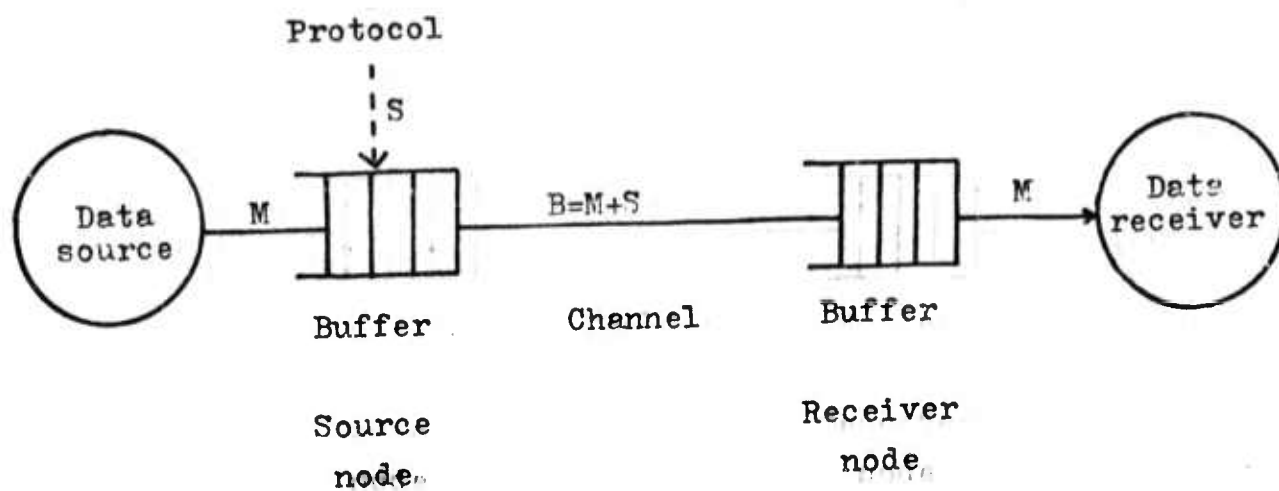 Protocol
S
Data
source
M
B=M+S
M
Data
receiver
Buffer
Channel
Buffer
Source
node
Receiver
node